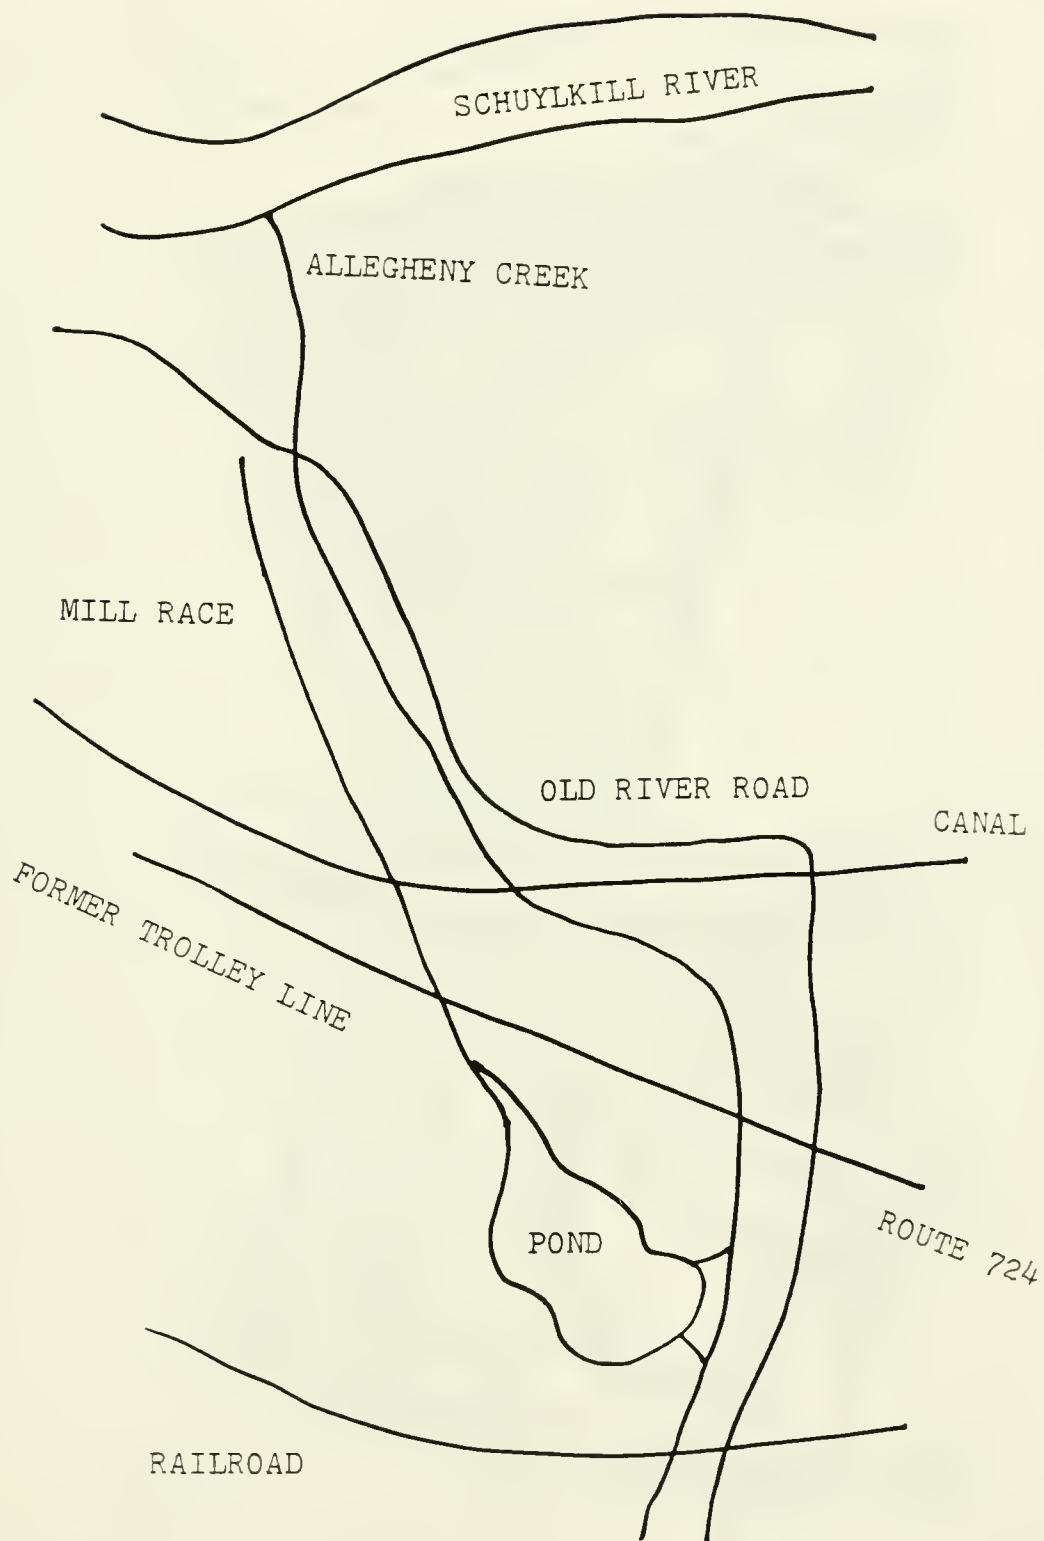 SCHUYLKILL RIVER
ALLEGHENY CREEK
MILL RACE
OLD RIVER ROAD
CANAL
FORMER TROLLEY LINE
POND
ROUTE 724
RAILROAD